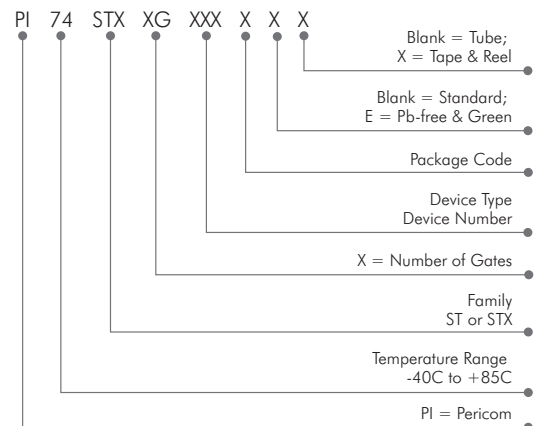 PI 74 STX XG XXX X X X
Blank = Tube;
X = Tape & Reel
Blank = Standard;
E = Pb-free & Green
Package Code
Device Type
Device Number
X = Number of Gates
Family
ST or STX
Temperature Range
-40C to +85C
PI = Pericom